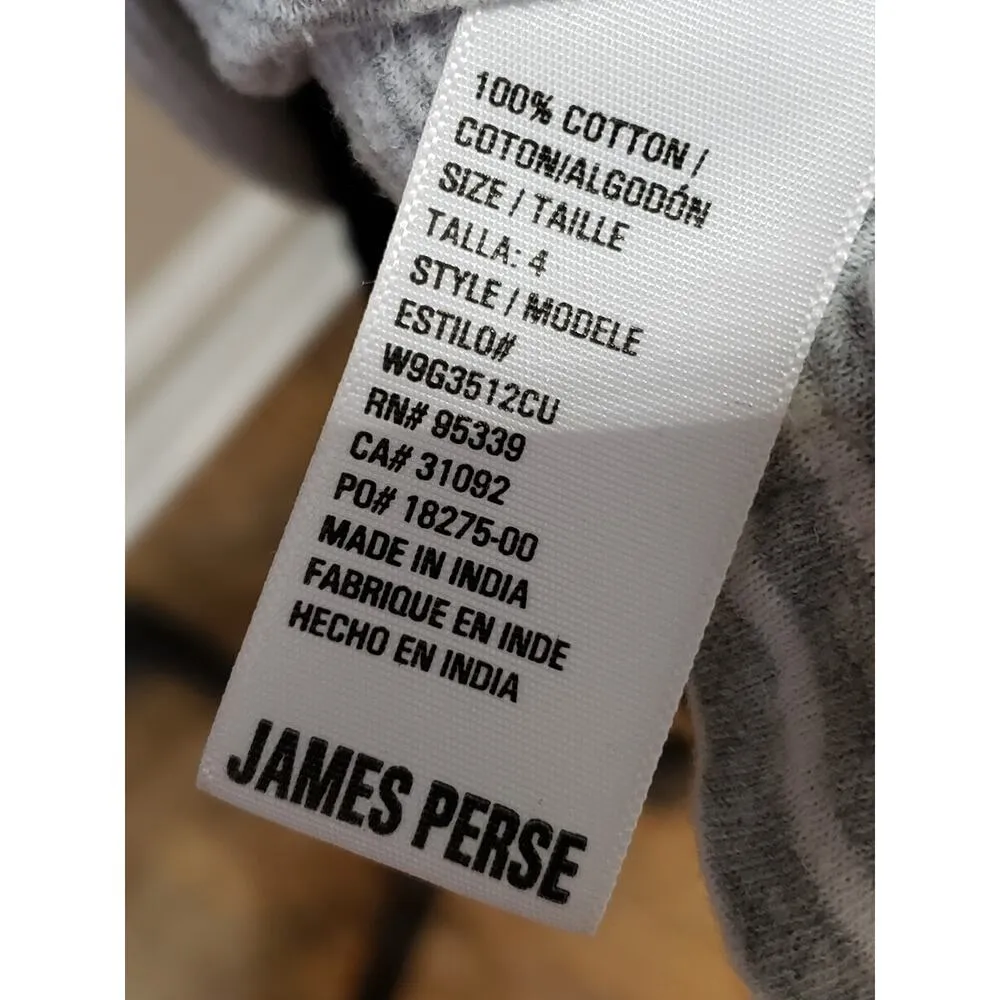 100% COTTON /
COTON/ALGODÓN
SIZE / TAILLE
TALLA: 4
STYLE / MODELE
ESTILO#
W9G3512CU
RN# 95339
CA# 31092
PO# 18275-00
MADE IN INDIA
FABRIQUE EN INDE
HECHO EN INDIA
JAMES PERSE